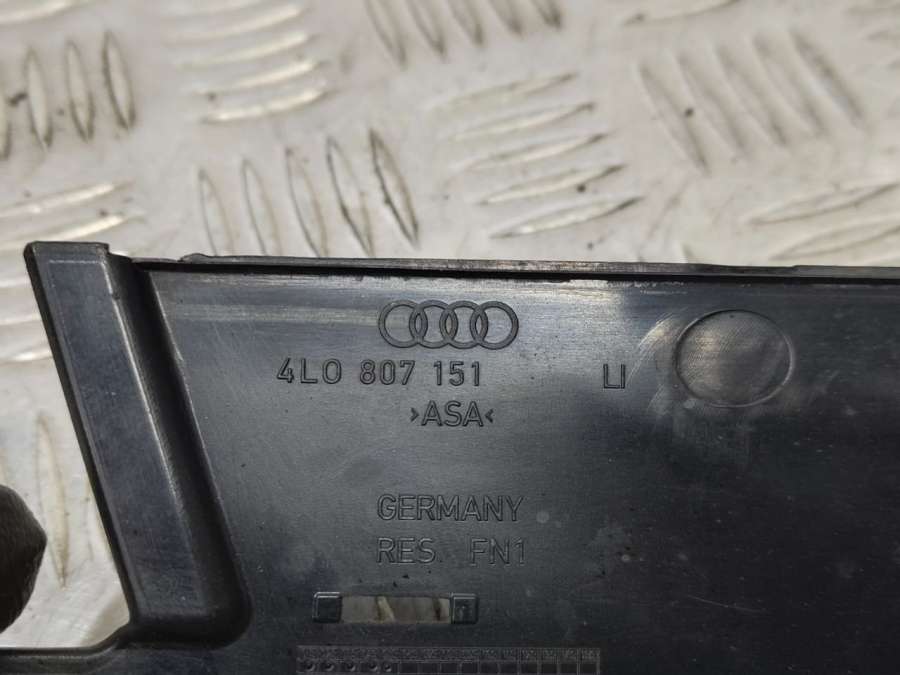 4L0 807 151 LI
>ASA<
GERMANY
RES. FN1